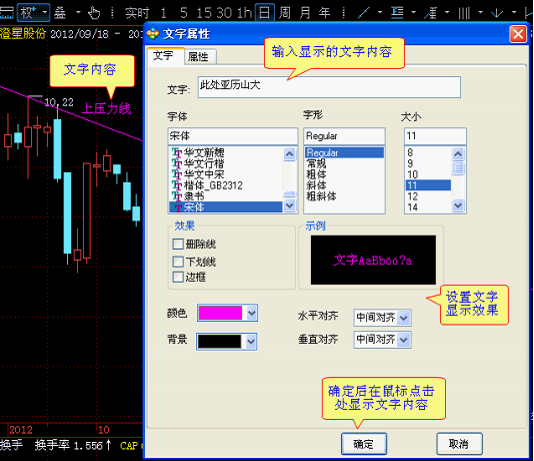 权 叠 实时 1 5 15 30 1h 日 周 月 年
澄星股份 2012/09/18 -
文字属性
文字 属性
输入显示的文字内容
文字内容
文字: 此处亚历山大
10.22
上压力线
字体 字形 大小
宋体 Regular 11
华文新魏 Regular 8
华文行楷 常规 9
华文中宋 粗体 10
楷体_GB2312 斜体 11
隶书 粗斜体 12
宋体 14
效果 示例
删除线
下划线
边框
文字AaBbOo?a
设置文字
显示效果
颜色 水平对齐 中间对齐
背景 垂直对齐 中间对齐
确定后在鼠标点击
处显示文字内容
2012 10
换手 换手率 1.556↑ CAP
确定 取消